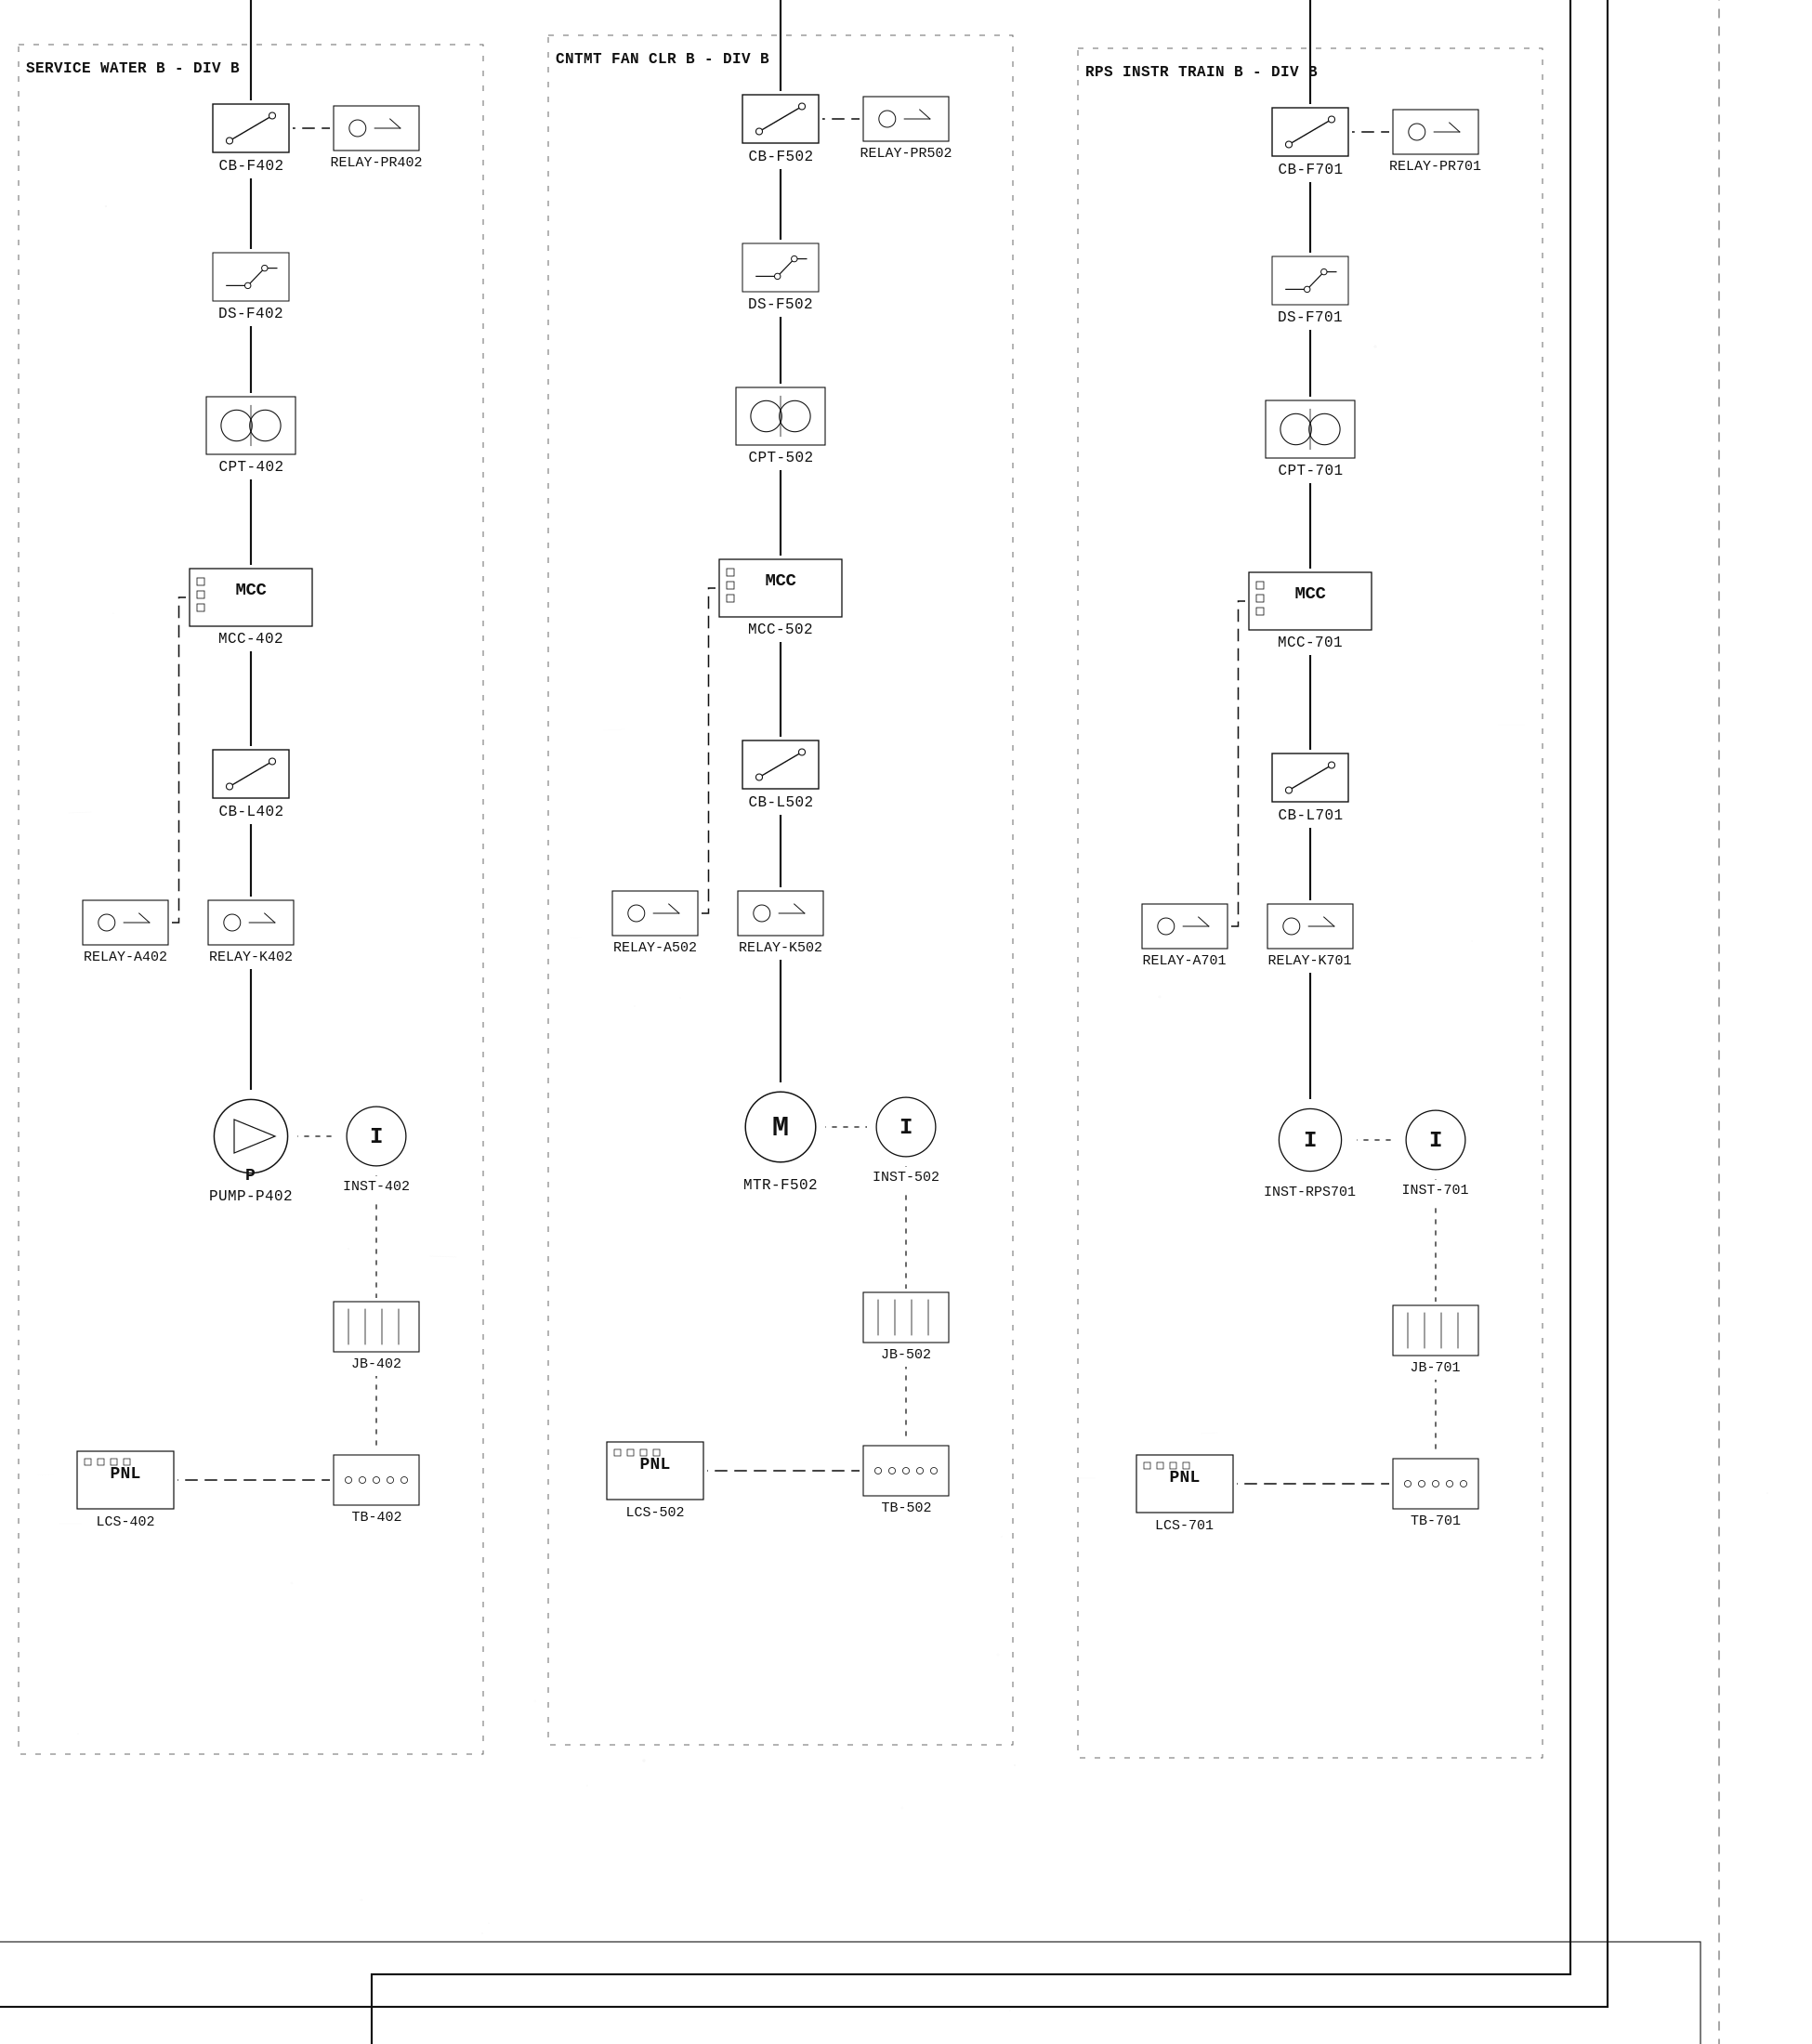 SERVICE WATER B - DIV B
CB-F402
RELAY-PR402
DS-F402
CPT-402
MCC
MCC-402
CB-L402
RELAY-A402
RELAY-K402
P
PUMP-P402
I
INST-402
JB-402
PNL
LCS-402
TB-402
CNTMT FAN CLR B - DIV B
CB-F502
RELAY-PR502
DS-F502
CPT-502
MCC
MCC-502
CB-L502
RELAY-A502
RELAY-K502
M
MTR-F502
I
INST-502
JB-502
PNL
LCS-502
TB-502
RPS INSTR TRAIN B - DIV B
CB-F701
RELAY-PR701
DS-F701
CPT-701
MCC
MCC-701
CB-L701
RELAY-A701
RELAY-K701
I
INST-RPS701
I
INST-701
JB-701
PNL
LCS-701
TB-701